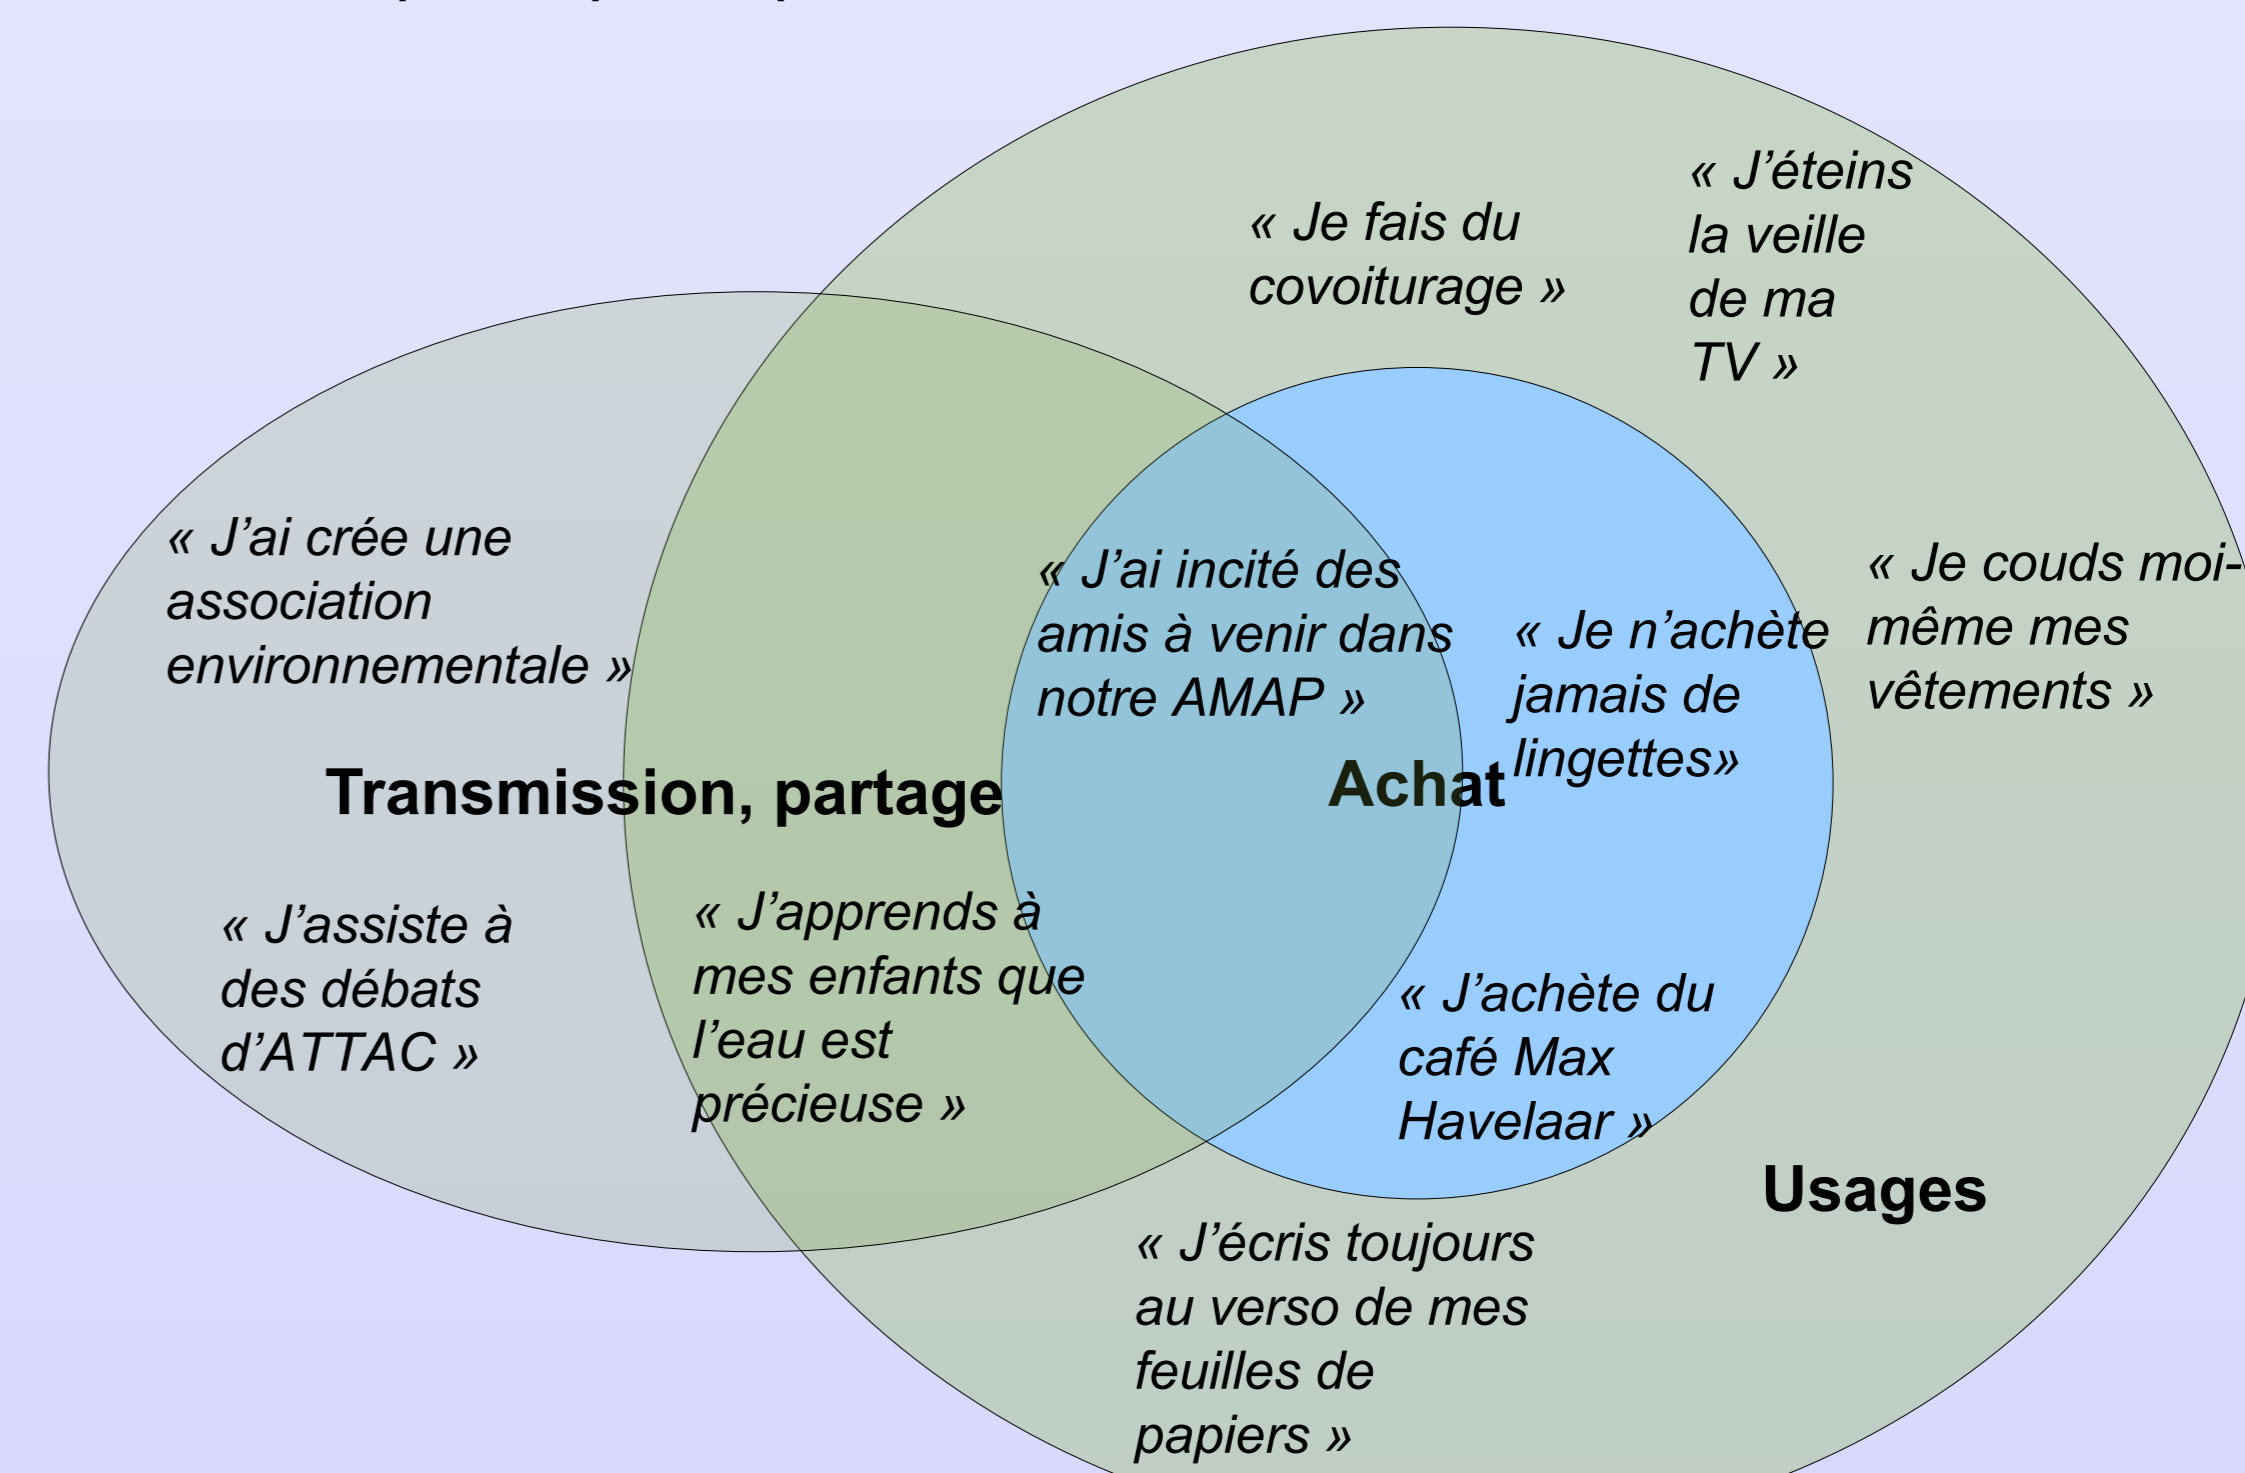 « J’éteins
la veille
de ma
TV »
« Je fais du
covoiturage »
« J’ai crée une
association
environnementale »
« J’ai incité des
amis à venir dans
notre AMAP »
« Je n’achète
jamais de
lingettes»
« Je couds moi-
même mes
vêtements »
Transmission, partage
Achat
« J’assiste à
des débats
d’ATTAC »
« J’apprends à
mes enfants que
l’eau est
précieuse »
« J’achète du
café Max
Havelaar »
Usages
« J’écris toujours
au verso de mes
feuilles de
papiers »